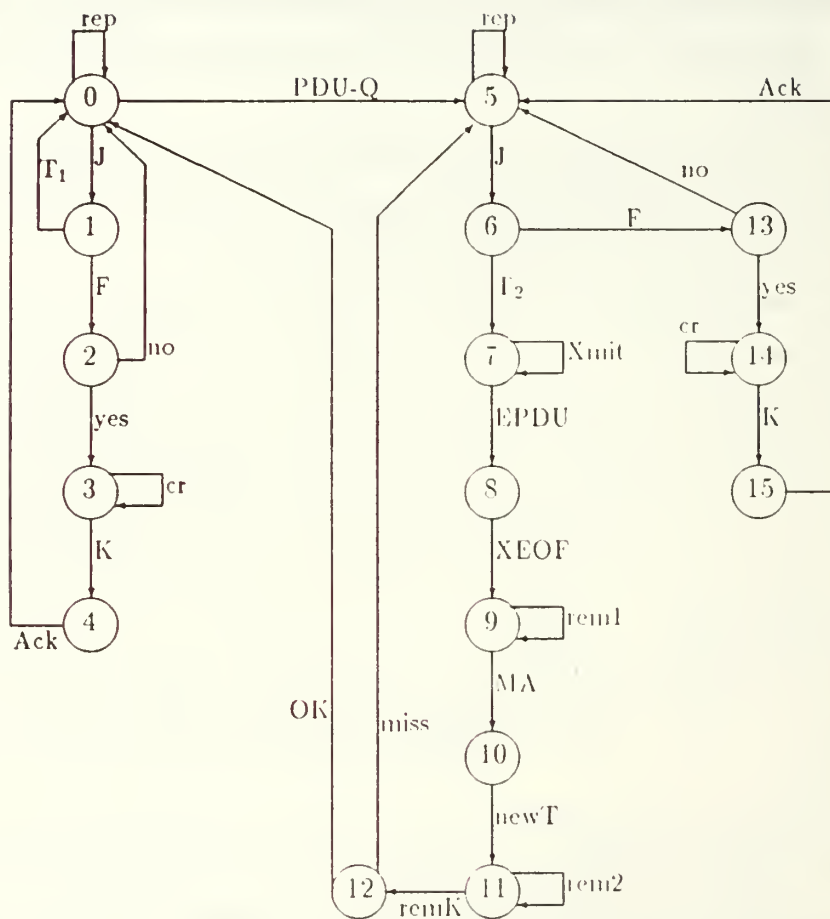 rep
rep
0
PDU-Q
5
Ack
T1
J
J
no
1
6
F
13
F
T2
yes
2
no
7
Xmit
cr
14
yes
EPDU
K
3
cr
8
15
K
XEOF
4
9
rem1
Ack
MA
OK
miss
10
newT
12
remK
11
rem2